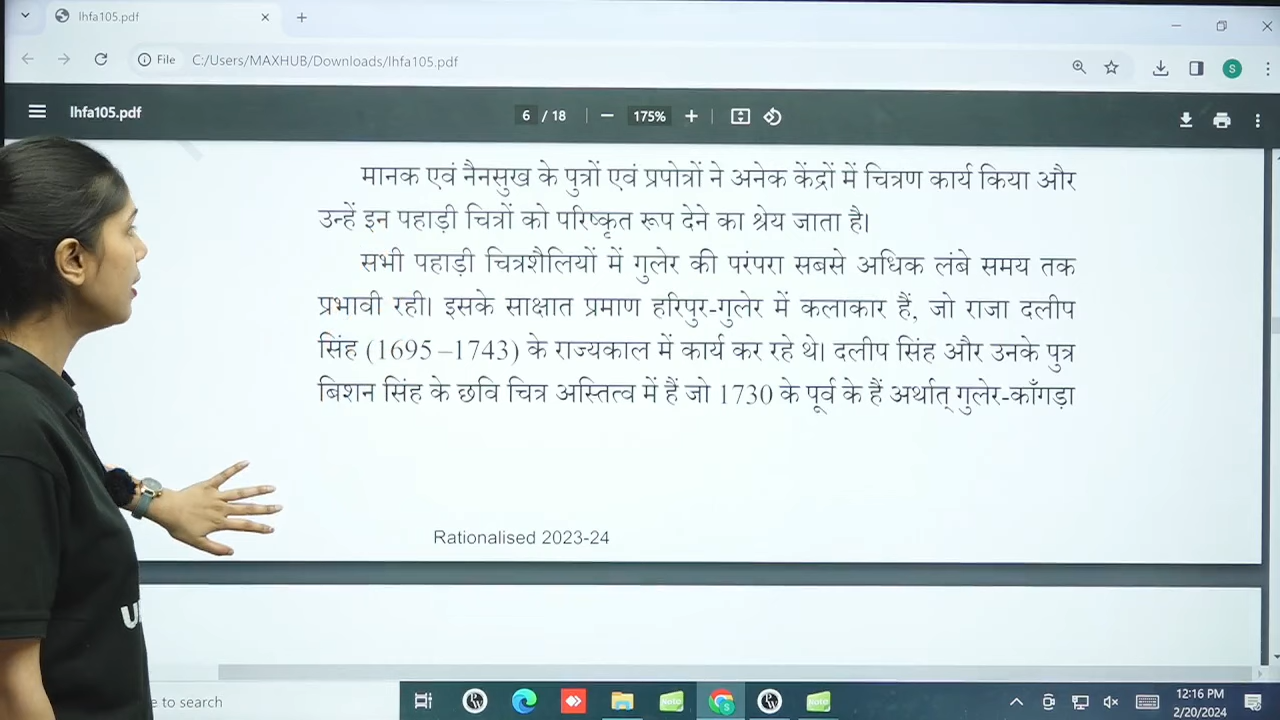 lhfa105.pdf
File C:/Users/MAXHUB/Downloads/lhfa105.pdf
S
lhfa105.pdf
6 / 18
175%
मानक एवं नैनसुख के पुत्रों एवं प्रपोत्रों ने अनेक केंद्रों में चित्रण कार्य किया और
उन्हें इन पहाड़ी चित्रों को परिष्कृत रूप देने का श्रेय जाता है।
सभी पहाड़ी चित्रशैलियों में गुलेर की परंपरा सबसे अधिक लंबे समय तक
प्रभावी रही। इसके साक्षात प्रमाण हरिपुर-गुलेर में कलाकार हैं, जो राजा दलीप
सिंह (1695–1743) के राज्यकाल में कार्य कर रहे थे। दलीप सिंह और उनके पुत्र
बिशन सिंह के छवि चित्र अस्तित्व में हैं जो 1730 के पूर्व के हैं अर्थात् गुलेर-काँगड़ा
Rationalised 2023-24
to search
12:16 PM
2/20/2024